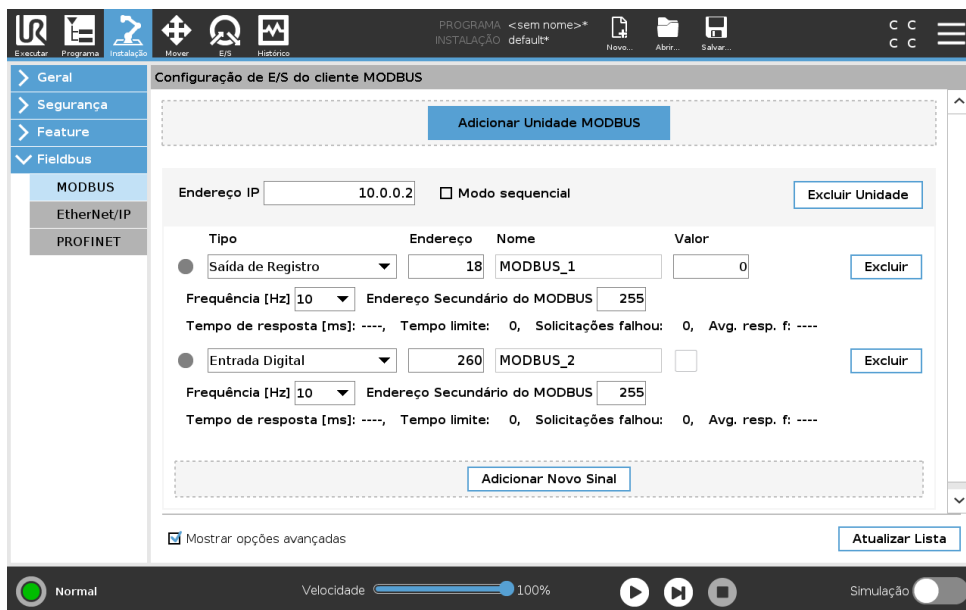 PROGRAMA <sem nome>*
INSTALAÇÃO default*
UR
Executar Programa Instalação Mover E/S Histórico Novo... Abrir... Salvar...
C C
C C
Geral
Segurança
Feature
Fieldbus
MODBUS
EtherNet/IP
PROFINET
Configuração de E/S do cliente MODBUS
Adicionar Unidade MODBUS
Endereço IP 10.0.0.2 Modo sequencial Excluir Unidade
Tipo Endereço Nome Valor
Saída de Registro 18 MODBUS_1 0 Excluir
Frequência [Hz] 10 Endereço Secundário do MODBUS 255
Tempo de resposta [ms]: ----, Tempo limite: 0, Solicitações falhou: 0, Avg. resp. f: ----
Entrada Digital 260 MODBUS_2 Excluir
Frequência [Hz] 10 Endereço Secundário do MODBUS 255
Tempo de resposta [ms]: ----, Tempo limite: 0, Solicitações falhou: 0, Avg. resp. f: ----
Adicionar Novo Sinal
Mostrar opções avançadas Atualizar Lista
Normal Velocidade 100% Simulação